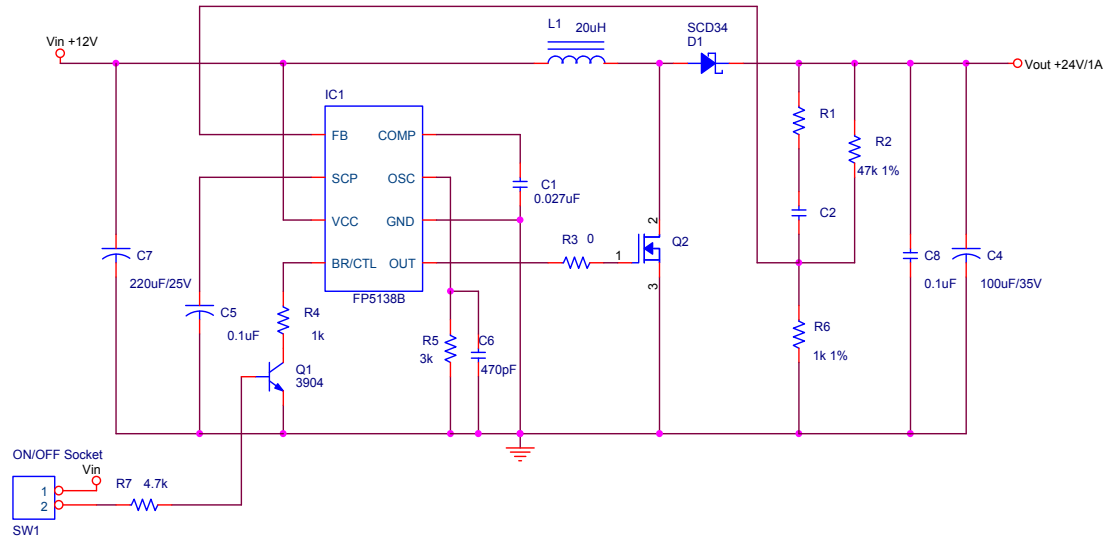 L1 20uH
SCD34
D1
Vin +12V
Vout +24V/1A
IC1
FB COMP
SCP OSC
VCC GND
BR/CTL OUT
FP5138B
C1
0.027uF
R1
R2
47k 1%
C2
C7
220uF/25V
C5
0.1uF
R4
1k
R3 0
1
2
3
Q2
C8
0.1uF
C4
100uF/35V
R5
3k
C6
470pF
R6
1k 1%
Q1
3904
ON/OFF Socket
Vin
1
2
R7 4.7k
SW1